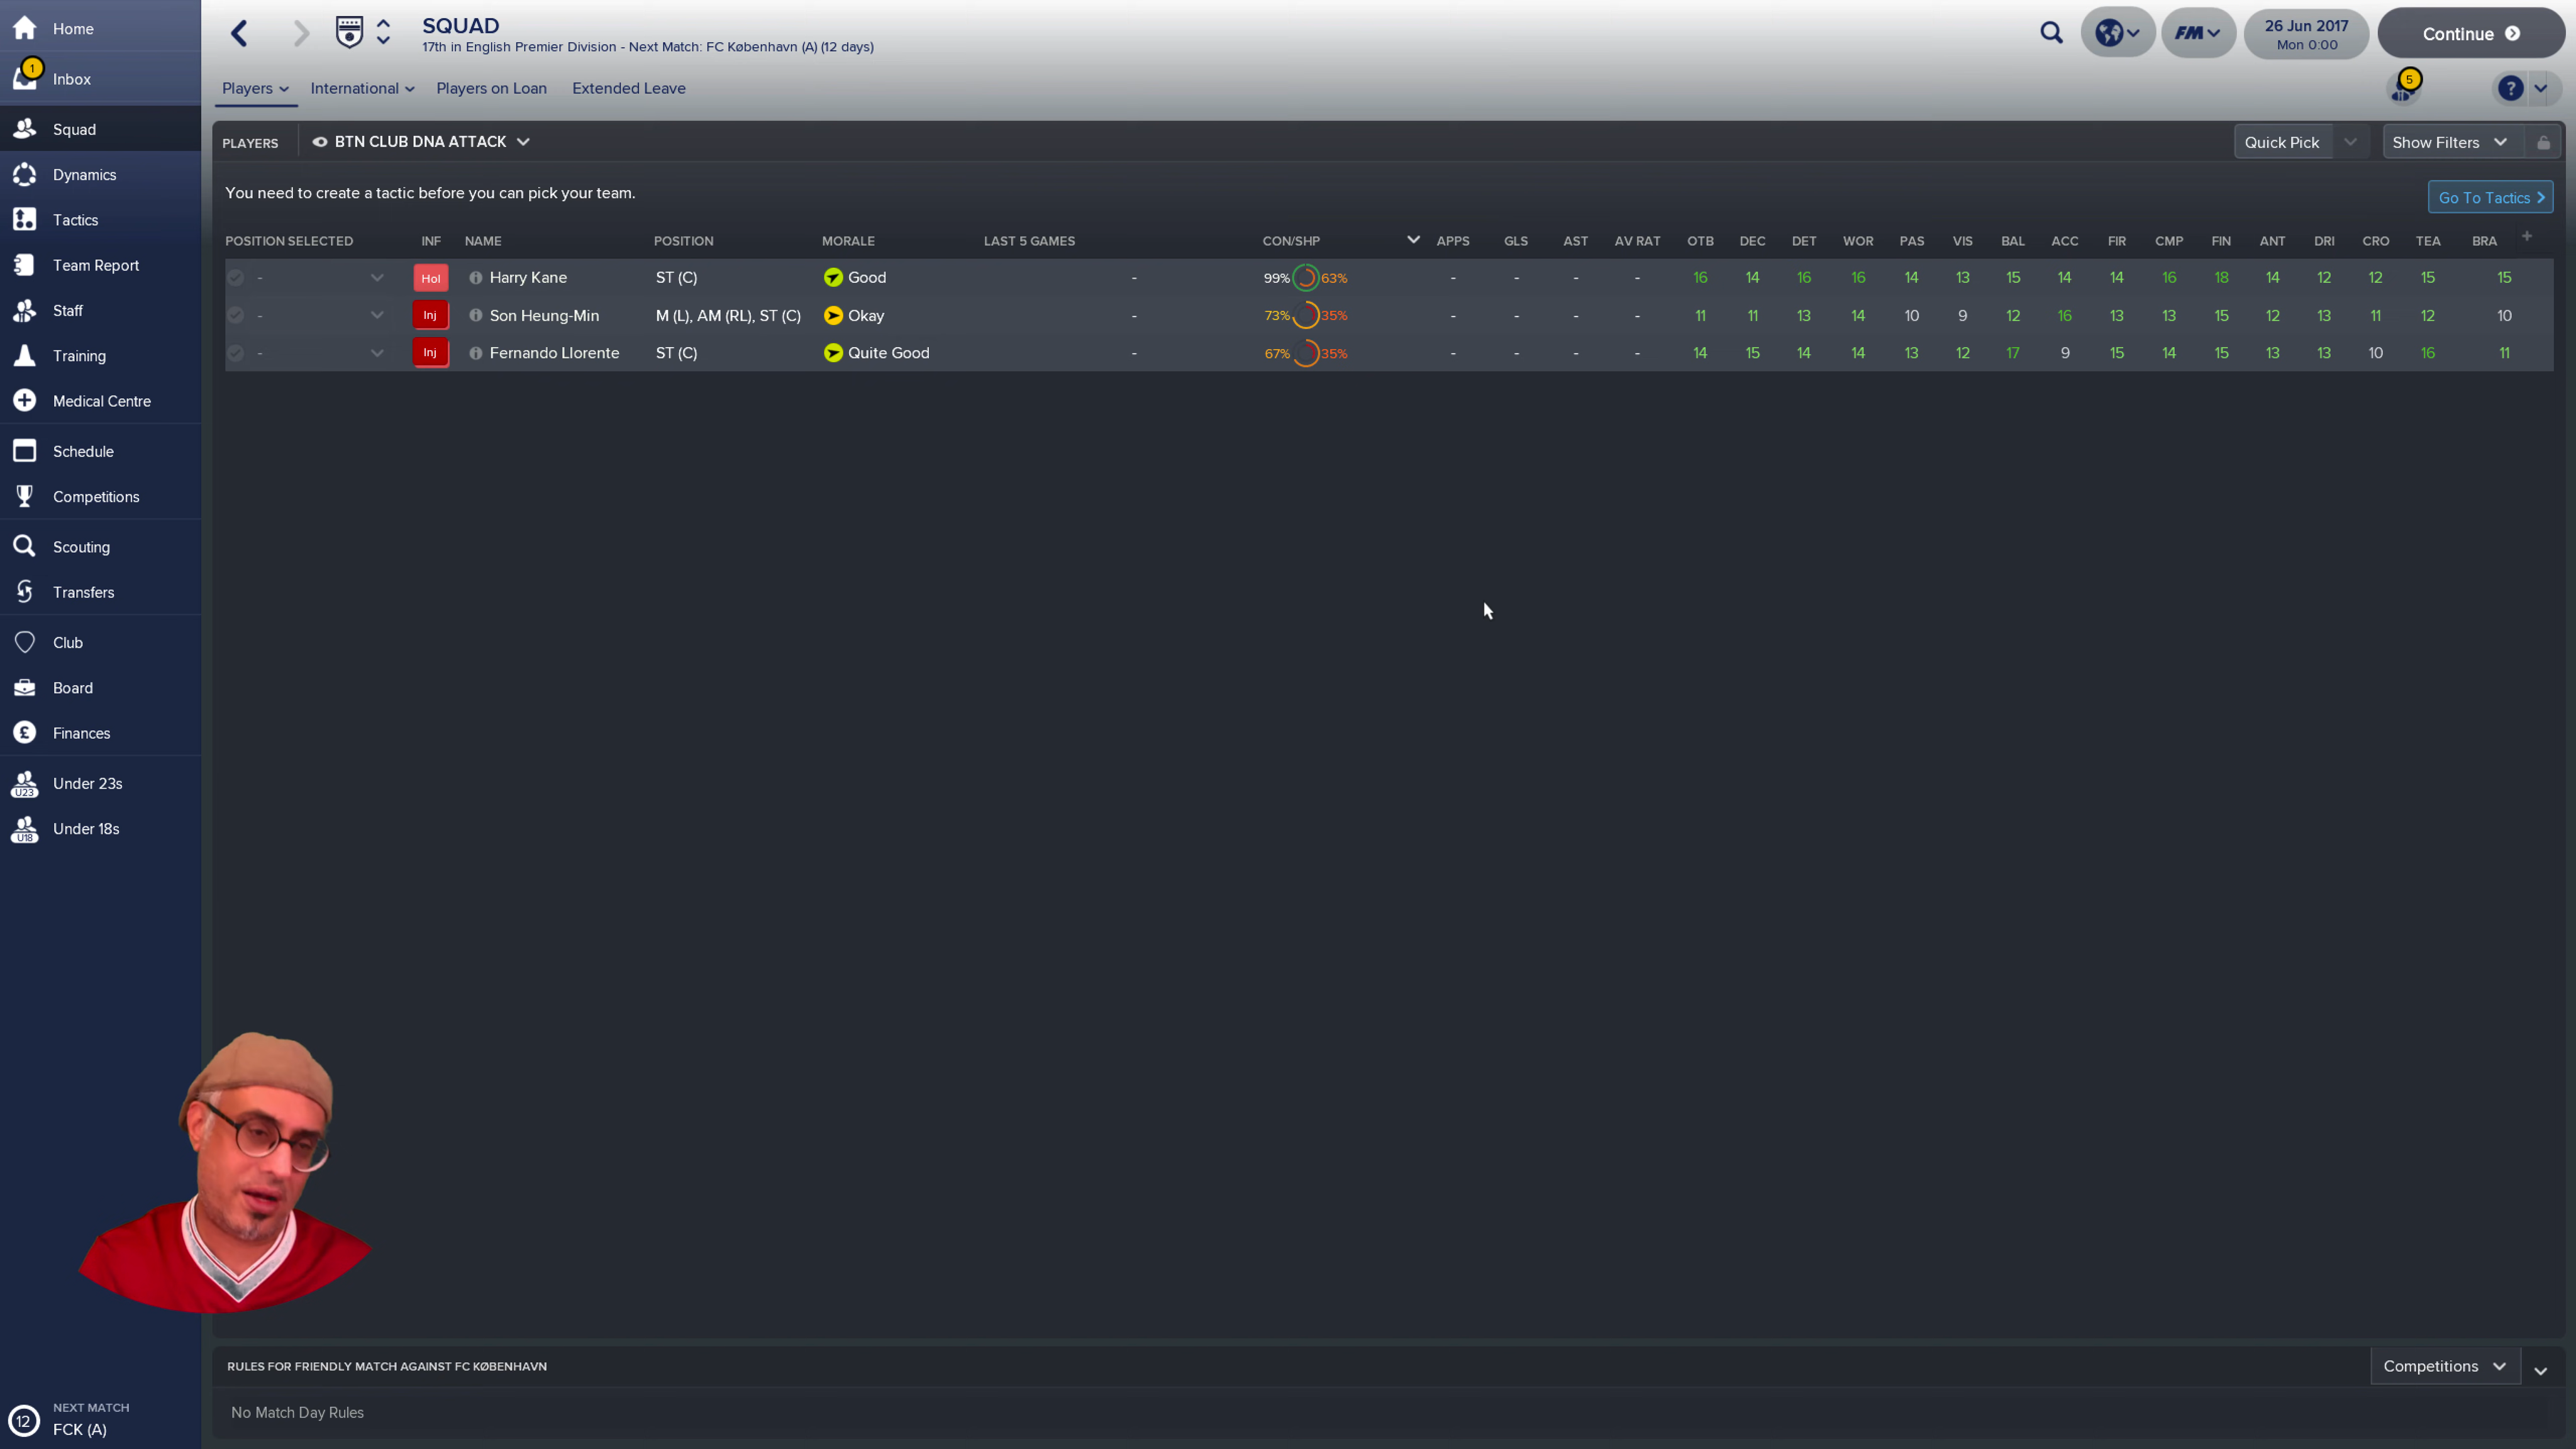 Home
1
Inbox
Squad
Dynamics
Tactics
Team Report
Staff
Training
Medical Centre
Schedule
Competitions
Scouting
Transfers
Club
Board
Finances
U23
Under 23s
U18
Under 18s
12
NEXT MATCH
FCK (A)
SQUAD
17th in English Premier Division - Next Match: FC København (A) (12 days)
FM
26 Jun 2017
Mon 0:00
Continue
Players
International
Players on Loan
Extended Leave
5
?
PLAYERS
BTN CLUB DNA ATTACK
Quick Pick
Show Filters
You need to create a tactic before you can pick your team.
Go To Tactics
POSITION SELECTED INF NAME POSITION MORALE LAST 5 GAMES CON/SHP APPS GLS AST AV RAT OTB DEC DET WOR PAS VIS BAL ACC FIR CMP FIN ANT DRI CRO TEA BRA +
- Hol Harry Kane ST (C) Good - 99% 63% - - - - 16 14 16 16 14 13 15 14 14 16 18 14 12 12 15 15
- Inj Son Heung-Min M (L), AM (RL), ST (C) Okay - 73% 35% - - - - 11 11 13 14 10 9 12 16 13 13 15 12 13 11 12 10
- Inj Fernando Llorente ST (C) Quite Good - 67% 35% - - - - 14 15 14 14 13 12 17 9 15 14 15 13 13 10 16 11
RULES FOR FRIENDLY MATCH AGAINST FC KØBENHAVN
Competitions
No Match Day Rules